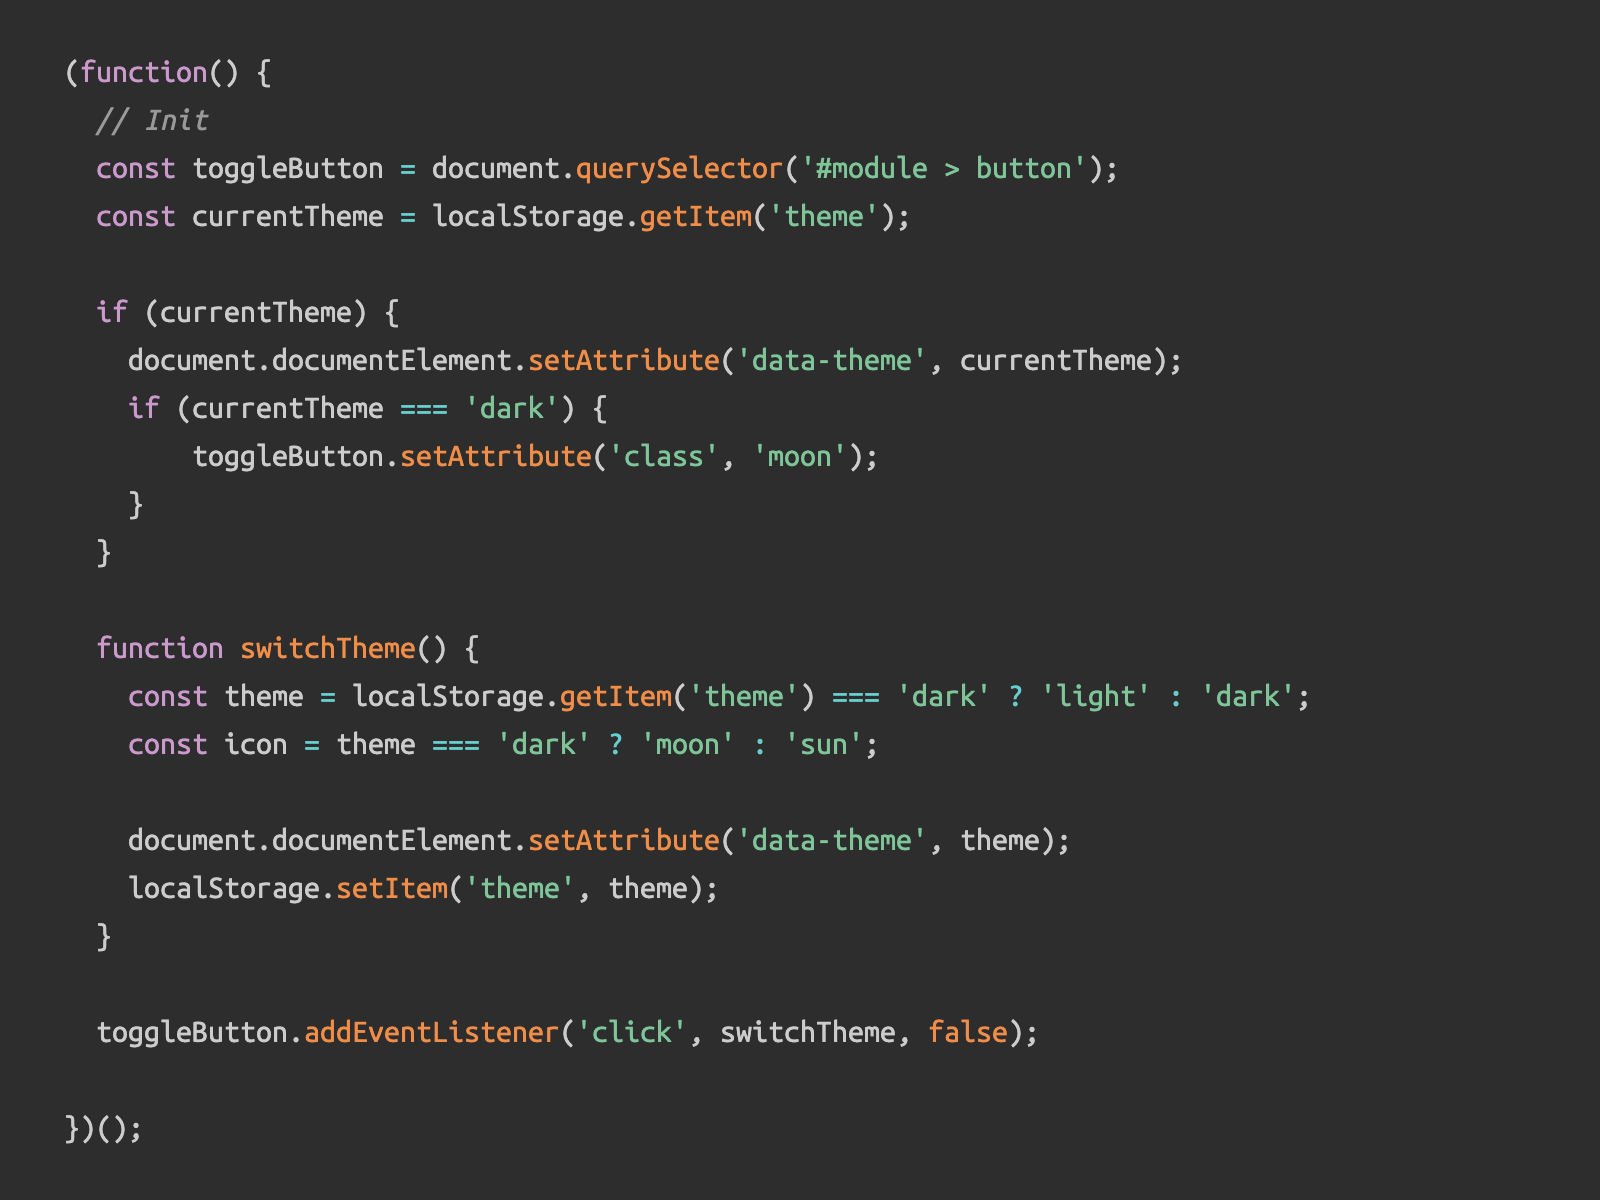 (function() {
  // Init
  const toggleButton = document.querySelector('#module > button');
  const currentTheme = localStorage.getItem('theme');

  if (currentTheme) {
    document.documentElement.setAttribute('data-theme', currentTheme);
    if (currentTheme === 'dark') {
        toggleButton.setAttribute('class', 'moon');
    }
  }

  function switchTheme() {
    const theme = localStorage.getItem('theme') === 'dark' ? 'light' : 'dark';
    const icon = theme === 'dark' ? 'moon' : 'sun';

    document.documentElement.setAttribute('data-theme', theme);
    localStorage.setItem('theme', theme);
  }

  toggleButton.addEventListener('click', switchTheme, false);

})();